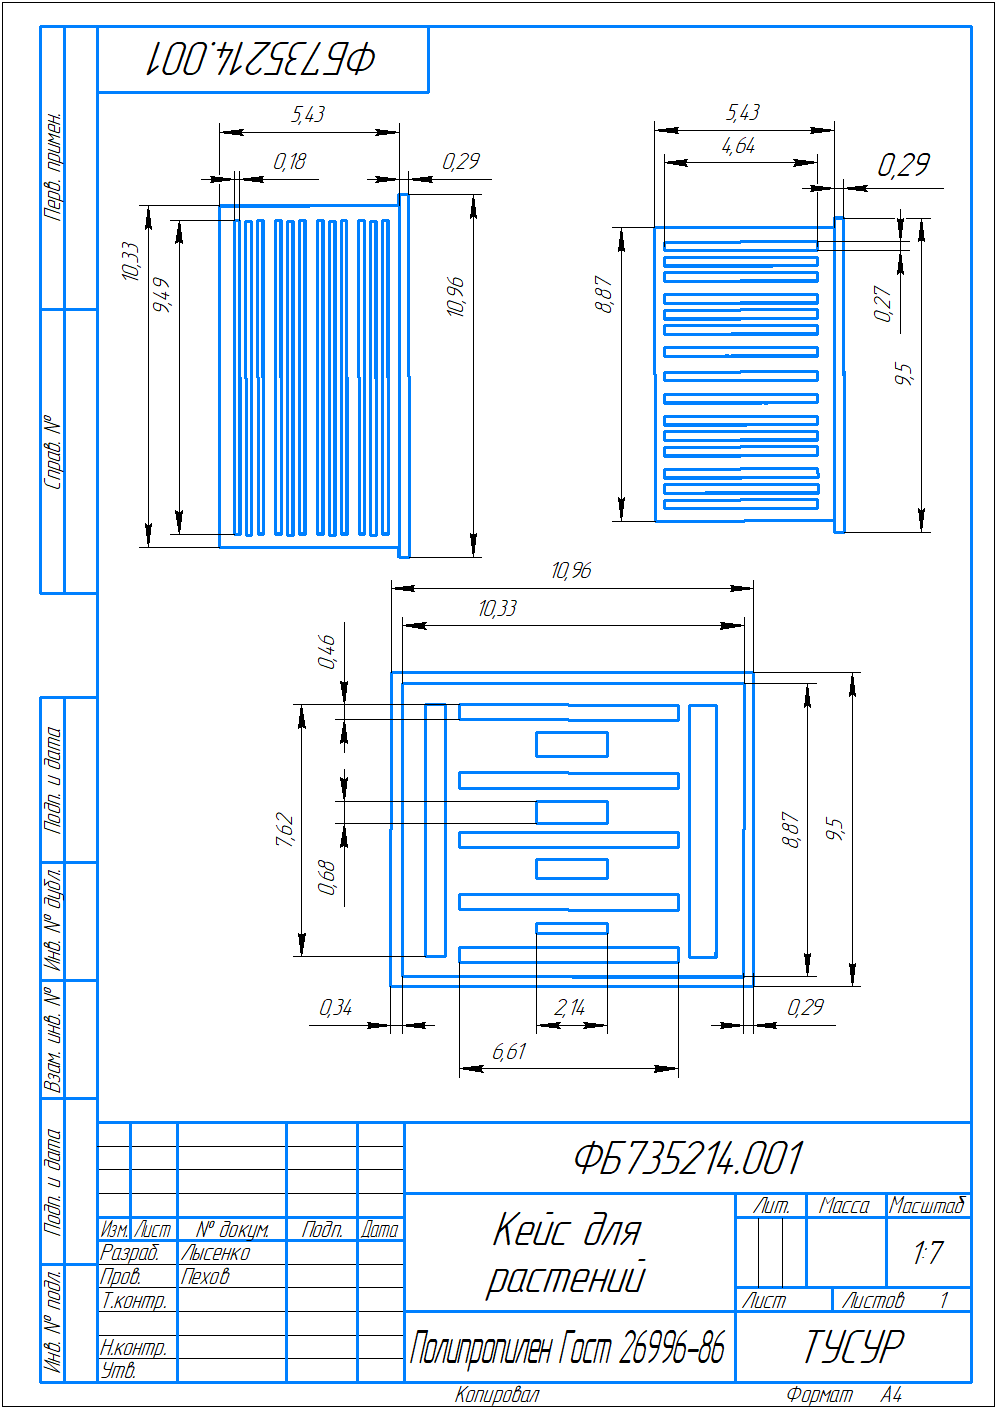 ФБ735214.001
5,43
0,18
0,29
10,33
9,49
10,96
5,43
4,64
0,29
8,87
0,27
9,5
10,96
10,33
0,46
7,62
0,68
8,87
9,5
0,34
2,14
0,29
6,61
Перв. примен.
Справ. №
Подп. и дата
Инв. № дубл.
Взам. инв. №
Подп. и дата
Инв. № подл.
ФБ735214.001
Изм. Лист № докум. Подп. Дата
Разраб. Лысенко
Пров. Пехов
Т.контр.
Н.контр.
Утв.
Кейс для
растений
Лит. Масса Масштаб
1:7
Лист Листов 1
Полипропилен Гост 26996-86
ТУСУР
Копировал Формат А4